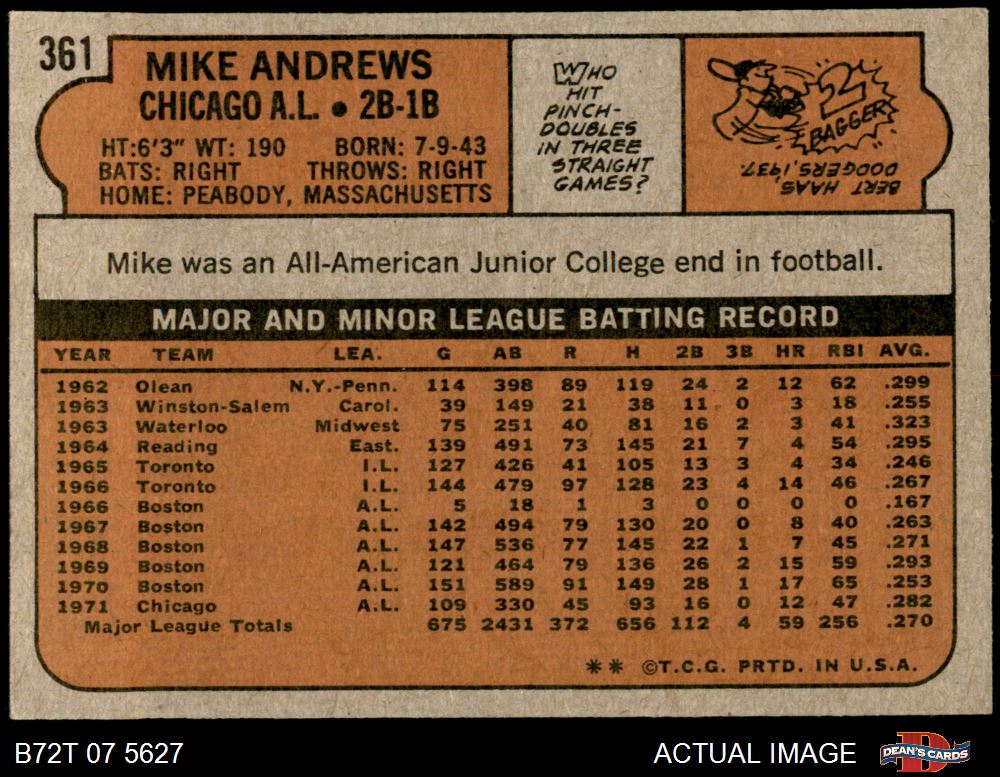 361
MIKE ANDREWS
CHICAGO A.L. • 2B-1B
HT:6'3" WT: 190 BORN: 7-9-43
BATS: RIGHT THROWS: RIGHT
HOME: PEABODY, MASSACHUSETTS
WHO
HIT
PINCH-
DOUBLES
IN THREE
STRAIGHT
GAMES?
2
BAGGER
BERT HAAS,
DODGERS, 1937.
Mike was an All-American Junior College end in football.
MAJOR AND MINOR LEAGUE BATTING RECORD
YEAR TEAM LEA. G AB R H 2B 3B HR RBI AVG.
1962 Olean N.Y.-Penn. 114 398 89 119 24 2 12 62 .299
1963 Winston-Salem Carol. 39 149 21 38 11 0 3 18 .255
1963 Waterloo Midwest 75 251 40 81 16 2 3 41 .323
1964 Reading East. 139 491 73 145 21 7 4 54 .295
1965 Toronto I.L. 127 426 41 105 13 3 4 34 .246
1966 Toronto I.L. 144 479 97 128 23 4 14 46 .267
1966 Boston A.L. 5 18 1 3 0 0 0 0 .167
1967 Boston A.L. 142 494 79 130 20 0 8 40 .263
1968 Boston A.L. 147 536 77 145 22 1 7 45 .271
1969 Boston A.L. 121 464 79 136 26 2 15 59 .293
1970 Boston A.L. 151 589 91 149 28 1 17 65 .253
1971 Chicago A.L. 109 330 45 93 16 0 12 47 .282
Major League Totals 675 2431 372 656 112 4 59 256 .270
** ©T.C.G. PRTD. IN U.S.A.
B72T 07 5627 ACTUAL IMAGE DEAN'S CARDS